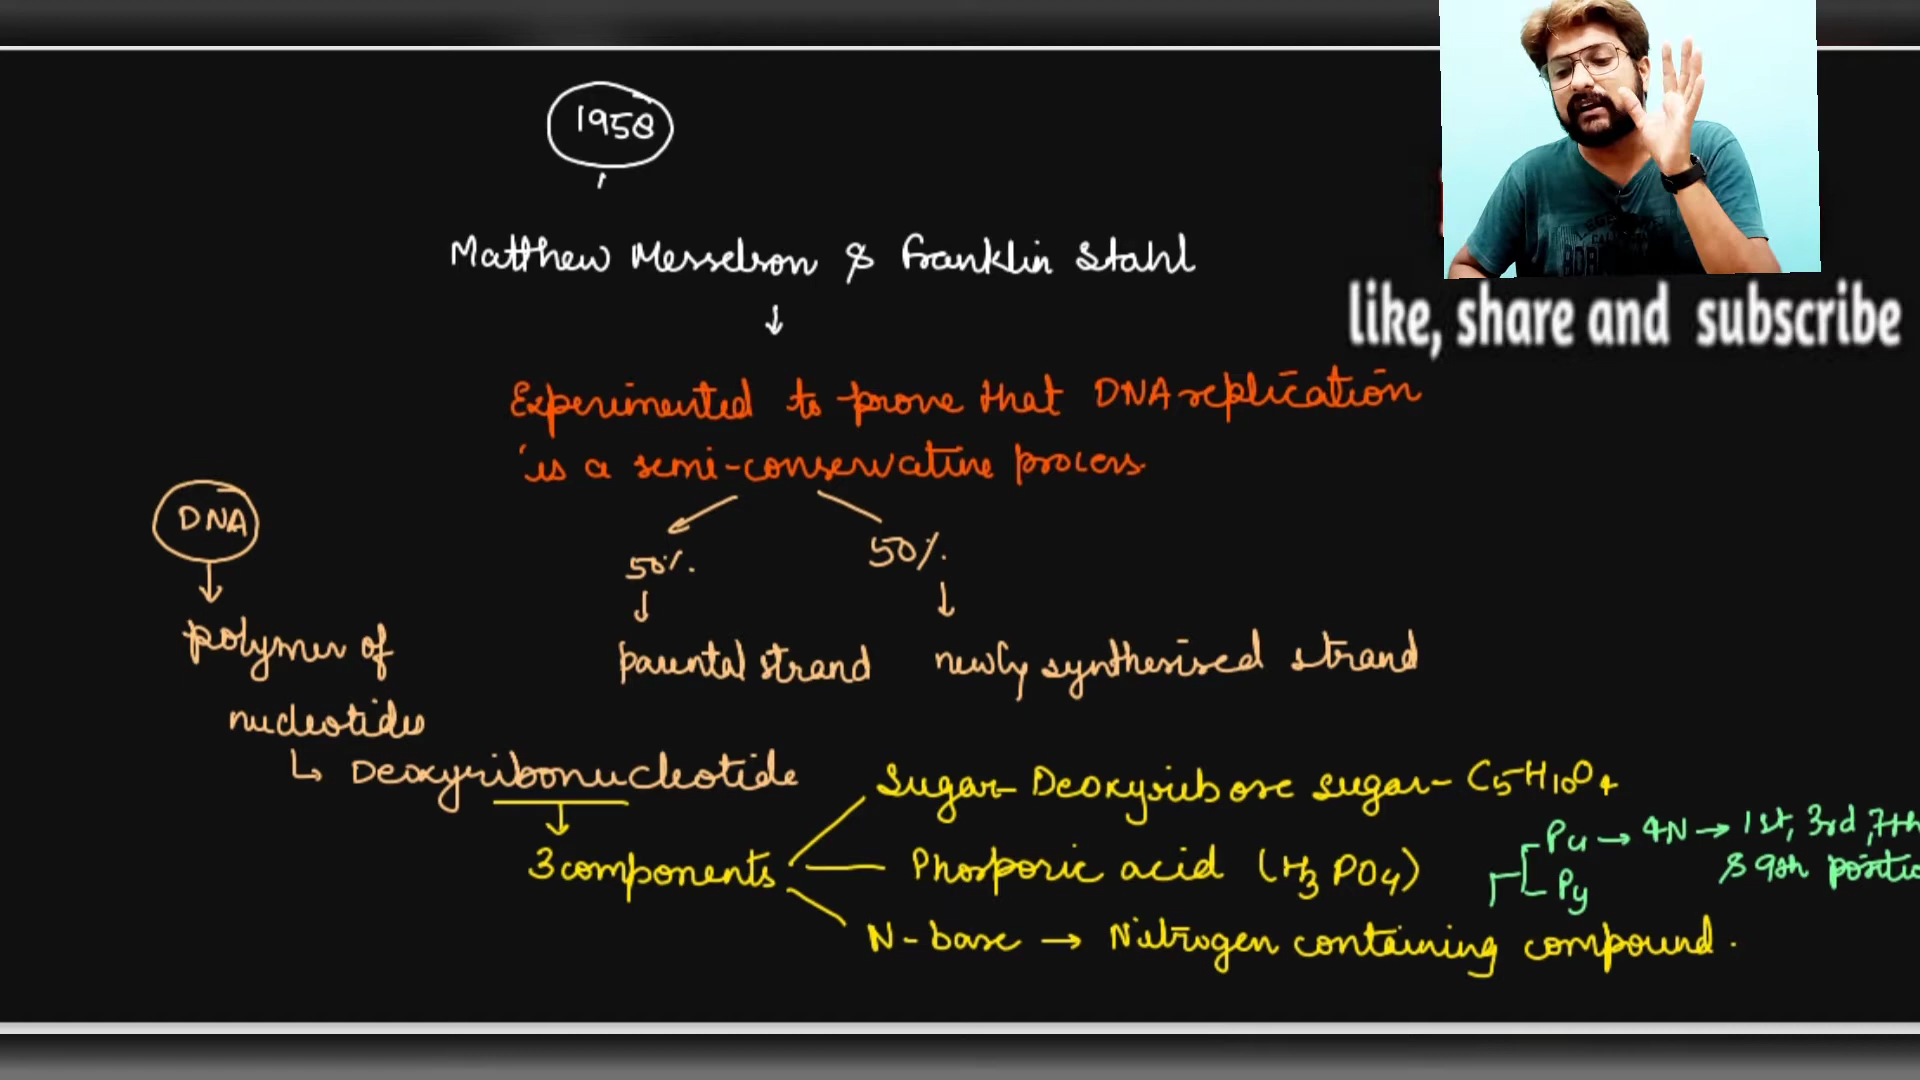 1958
Matthew Messelson & Franklin Stahl
like, share and subscribe
Experimented to prove that DNA replication
is a semi-conservative process.
DNA
50%. 50%.
polymer of
parental strand newly synthesised strand
nucleotides
Deoxyribonucleotide
Sugar - Deoxyribose sugar - C5H10O4
Pu → 4N → 1st, 3rd, 7th
3 components
Phosporic acid (H3PO4)
& 9th positio
Py
N-base → Nitrogen containing compound.